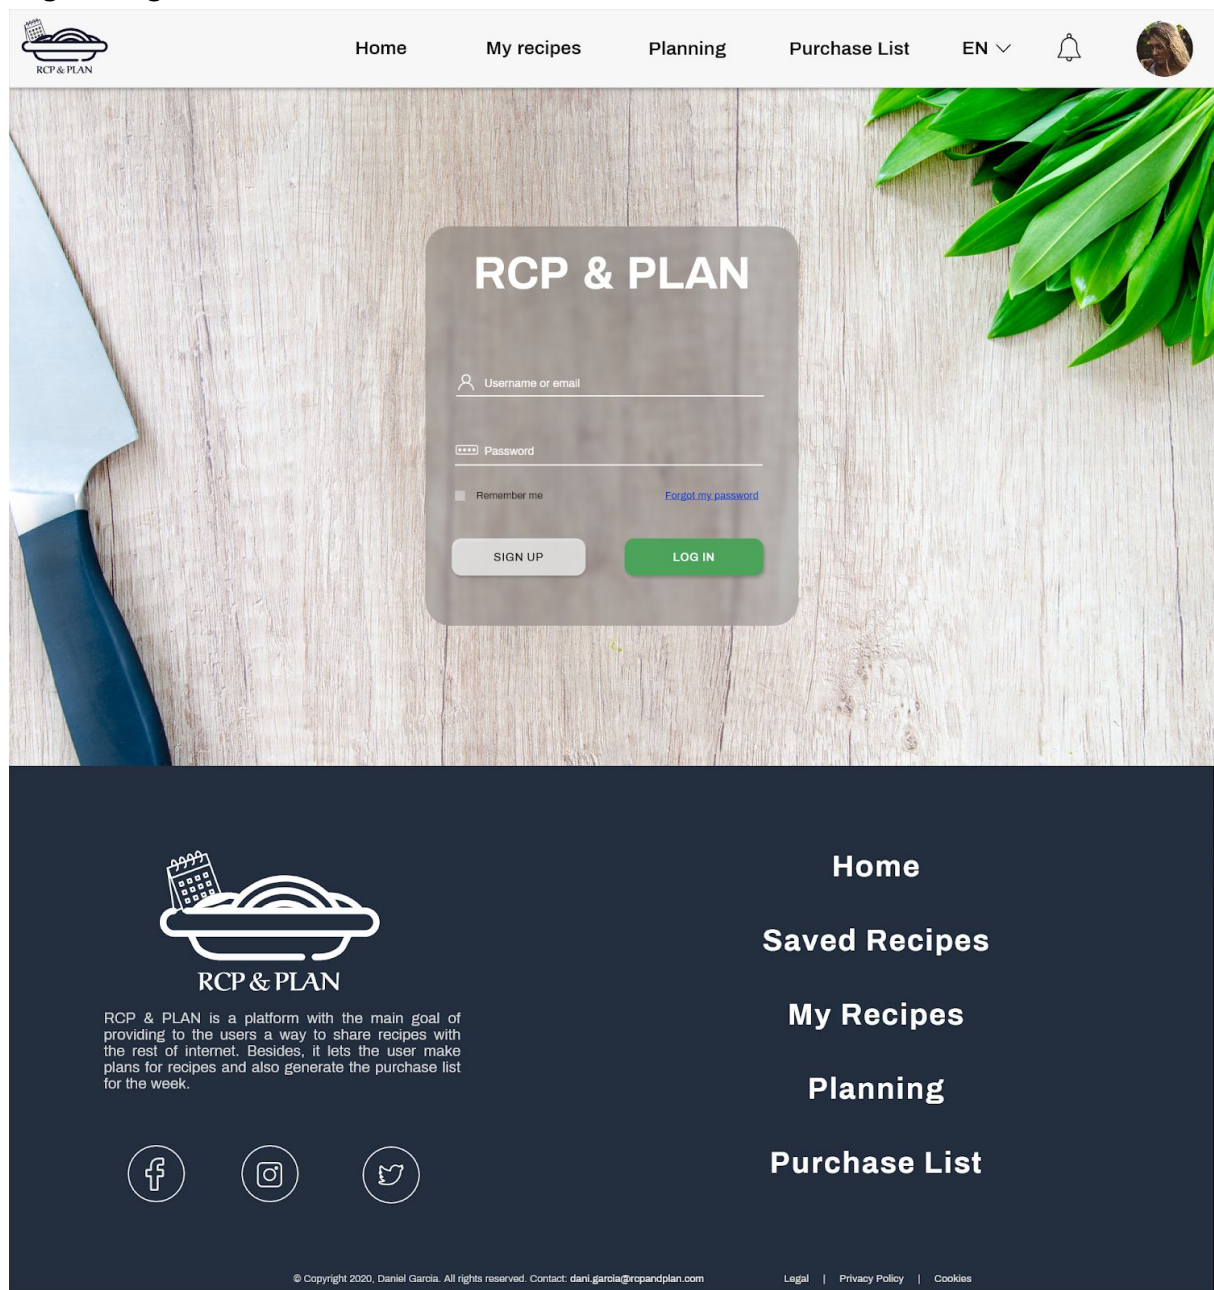 RCP & PLAN
Home
My recipes
Planning
Purchase List
EN
RCP & PLAN
Username or email
Password
Remember me
Forgot my password
SIGN UP
LOG IN
RCP & PLAN
RCP & PLAN is a platform with the main goal of
providing to the users a way to share recipes with
the rest of internet. Besides, it lets the user make
plans for recipes and also generate the purchase list
for the week.
Home
Saved Recipes
My Recipes
Planning
Purchase List
© Copyright 2020, Daniel Garcia. All rights reserved. Contact: dani.garcia@rcpandplan.com
Legal | Privacy Policy | Cookies